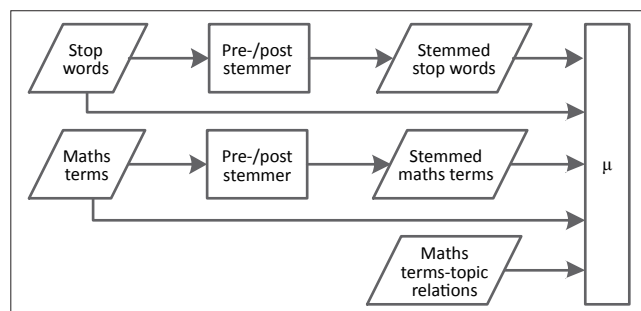 Stop
words
Pre-/post
stemmer
Stemmed
stop words
Maths
terms
Pre-/post
stemmer
Stemmed
maths terms
μ
Maths
terms-topic
relations